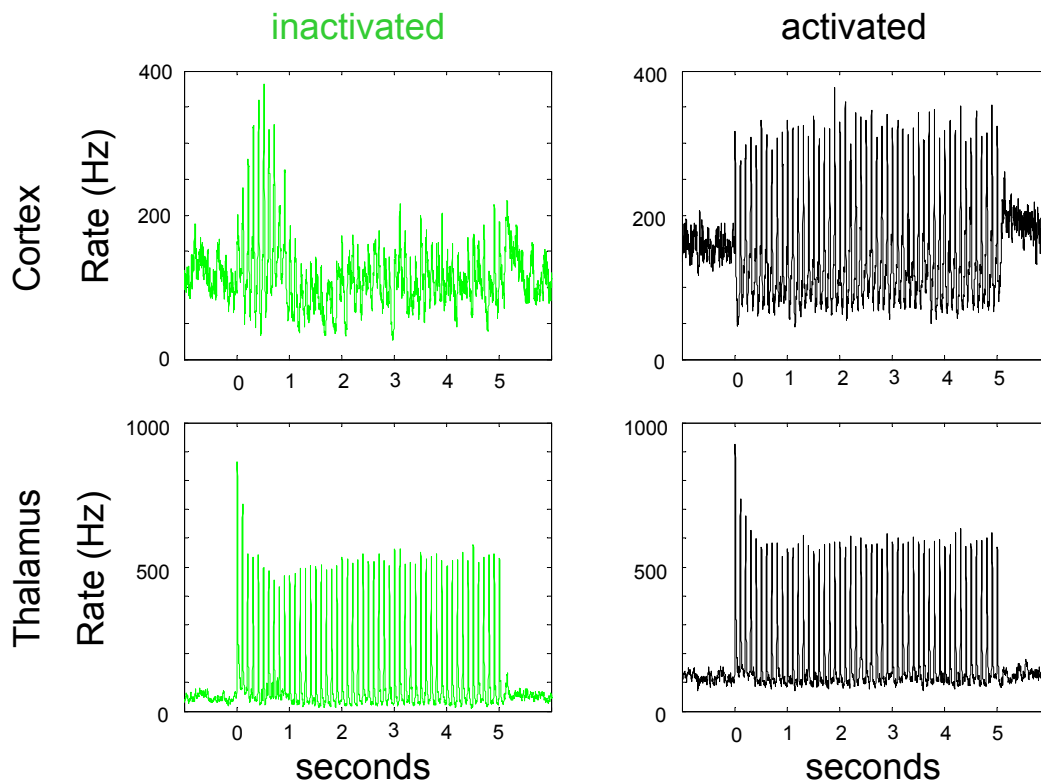 inactivated
activated
Cortex
Rate (Hz)
400
200
0
0 1 2 3 4 5
400
200
0
0 1 2 3 4 5
Thalamus
Rate (Hz)
1000
500
0
0 1 2 3 4 5
seconds
1000
500
0
0 1 2 3 4 5
seconds